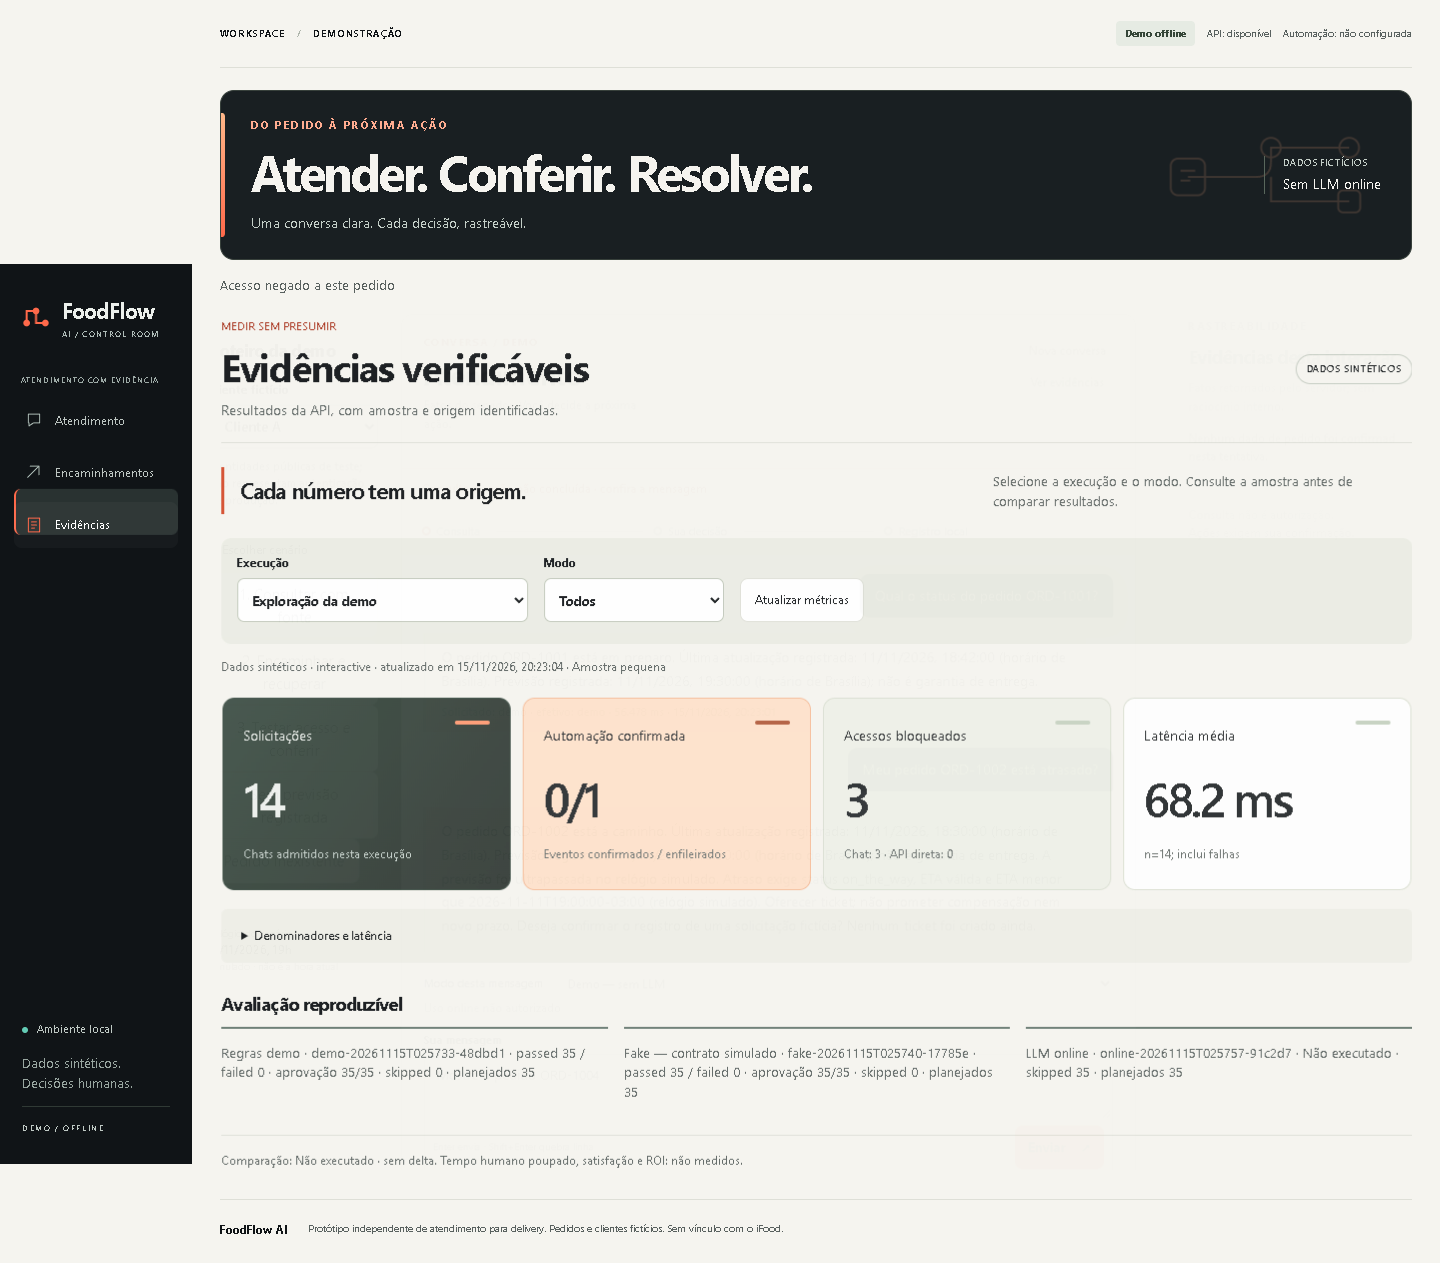 WORKSPACE / DEMONSTRAÇÃO
Demo offline
API: disponível
Automação: não configurada
DO PEDIDO À PRÓXIMA AÇÃO
Atender. Conferir. Resolver.
Uma conversa clara. Cada decisão, rastreável.
DADOS FICTÍCIOS
Sem LLM online
Acesso negado a este pedido
FoodFlow
AI / CONTROL ROOM
ATENDIMENTO COM EVIDÊNCIA
Atendimento
Encaminhamentos
Evidências
Ambiente local
Dados sintéticos.
Decisões humanas.
DEMO / OFFLINE
MEDIR SEM PRESUMIR
Evidências verificáveis
DADOS SINTÉTICOS
Resultados da API, com amostra e origem identificadas.
Cada número tem uma origem.
Selecione a execução e o modo. Consulte a amostra antes de
comparar resultados.
Execução
Modo
Exploração da demo
Todos
Atualizar métricas
Dados sintéticos · interactive · atualizado em 15/11/2026, 20:23:04 · Amostra pequena
Solicitações
14
Chats admitidos nesta execução
Automação confirmada
0/1
Eventos confirmados / enfileirados
Acessos bloqueados
3
Chat: 3 · API direta: 0
Latência média
68.2 ms
n=14; inclui falhas
Denominadores e latência
Avaliação reproduzível
Regras demo · demo-20261115T025733-48dbd1 · passed 35 /
failed 0 · aprovação 35/35 · skipped 0 · planejados 35
Fake — contrato simulado · fake-20261115T025740-17785e ·
passed 35 / failed 0 · aprovação 35/35 · skipped 0 · planejados
35
LLM online · online-20261115T025757-91c2d7 · Não executado ·
skipped 35 · planejados 35
Comparação: Não executado · sem delta. Tempo humano poupado, satisfação e ROI: não medidos.
FoodFlow AI
Protótipo independente de atendimento para delivery. Pedidos e clientes fictícios. Sem vínculo com o iFood.